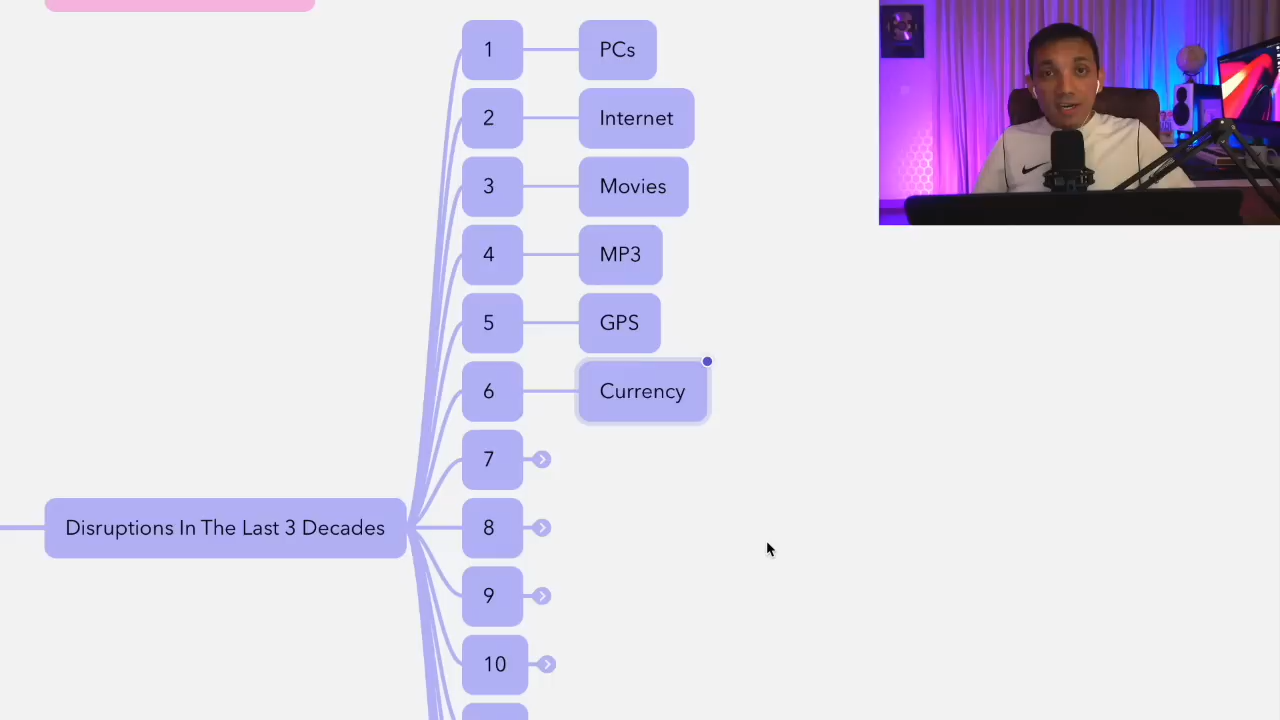 1 PCs
2 Internet
3 Movies
4 MP3
5 GPS
6 Currency
7
Disruptions In The Last 3 Decades
8
9
10